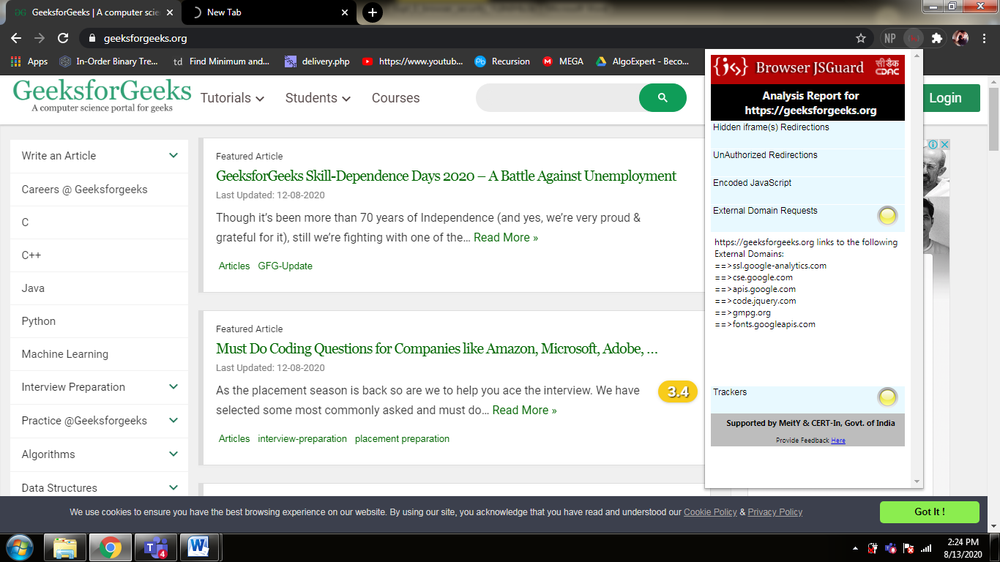 GeeksforGeeks | A computer scie
New Tab
geeksforgeeks.org
NP
Apps
In-Order Binary Tre...
td Find Minimum and...
delivery.php
https://www.youtub...
Pb Recursion
M MEGA
AlgoExpert - Beco...
GeeksforGeeks
A computer science portal for geeks
Tutorials
Students
Courses
Login
Write an Article
Careers @ Geeksforgeeks
C
C++
Java
Python
Machine Learning
Interview Preparation
Practice @Geeksforgeeks
Algorithms
Data Structures
Featured Article
GeeksforGeeks Skill-Dependence Days 2020 – A Battle Against Unemployment
Last Updated: 12-08-2020
Though it's been more than 70 years of Independence (and yes, we're very proud &
grateful for it), still we're fighting with one of the... Read More »
Articles GFG-Update
Featured Article
Must Do Coding Questions for Companies like Amazon, Microsoft, Adobe, ...
Last Updated: 12-08-2020
As the placement season is back so are we to help you ace the interview. We have
selected some most commonly asked and must do... Read More »
3.4
Articles interview-preparation placement preparation
{js} Browser JSGuard सी डैक
CDAC
Analysis Report for
https://geeksforgeeks.org
Hidden iframe(s) Redirections
UnAuthorized Redirections
Encoded JavaScript
External Domain Requests
https://geeksforgeeks.org links to the following
External Domains:
==>ssl.google-analytics.com
==>cse.google.com
==>apis.google.com
==>code.jquery.com
==>gmpg.org
==>fonts.googleapis.com
Trackers
Supported by MeitY & CERT-In, Govt. of India
Provide Feedback Here
We use cookies to ensure you have the best browsing experience on our website. By using our site, you acknowledge that you have read and understood our Cookie Policy & Privacy Policy
Got It !
4
2:24 PM
8/13/2020